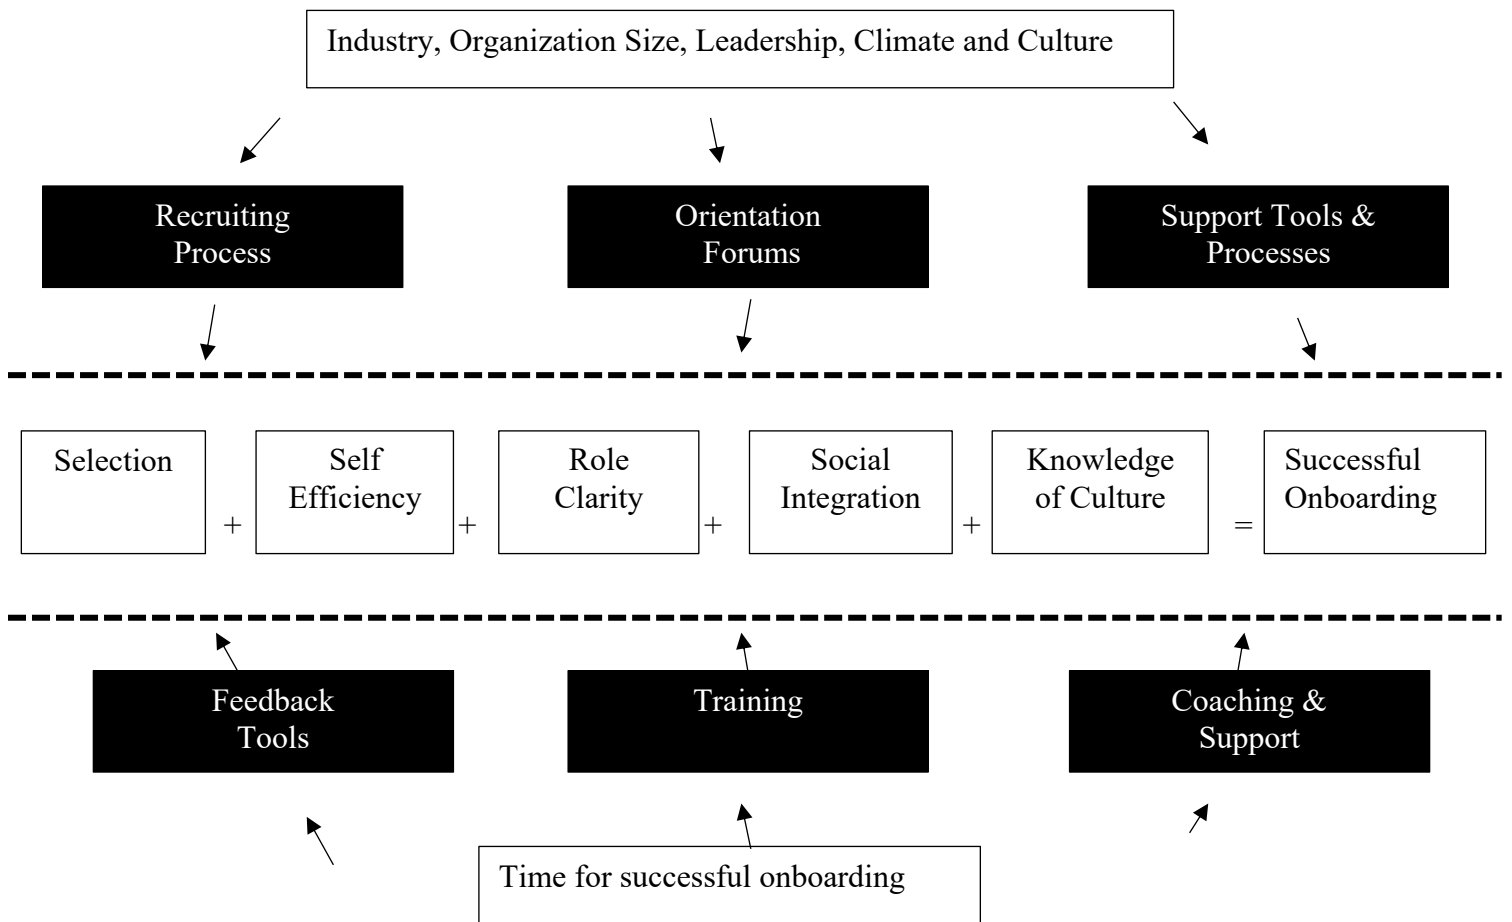 Industry, Organization Size, Leadership, Climate and Culture
Recruiting
Process
Orientation
Forums
Support Tools &
Processes
Selection
+
Self
Efficiency
+
Role
Clarity
+
Social
Integration
+
Knowledge
of Culture
=
Successful
Onboarding
Feedback
Tools
Training
Coaching &
Support
Time for successful onboarding